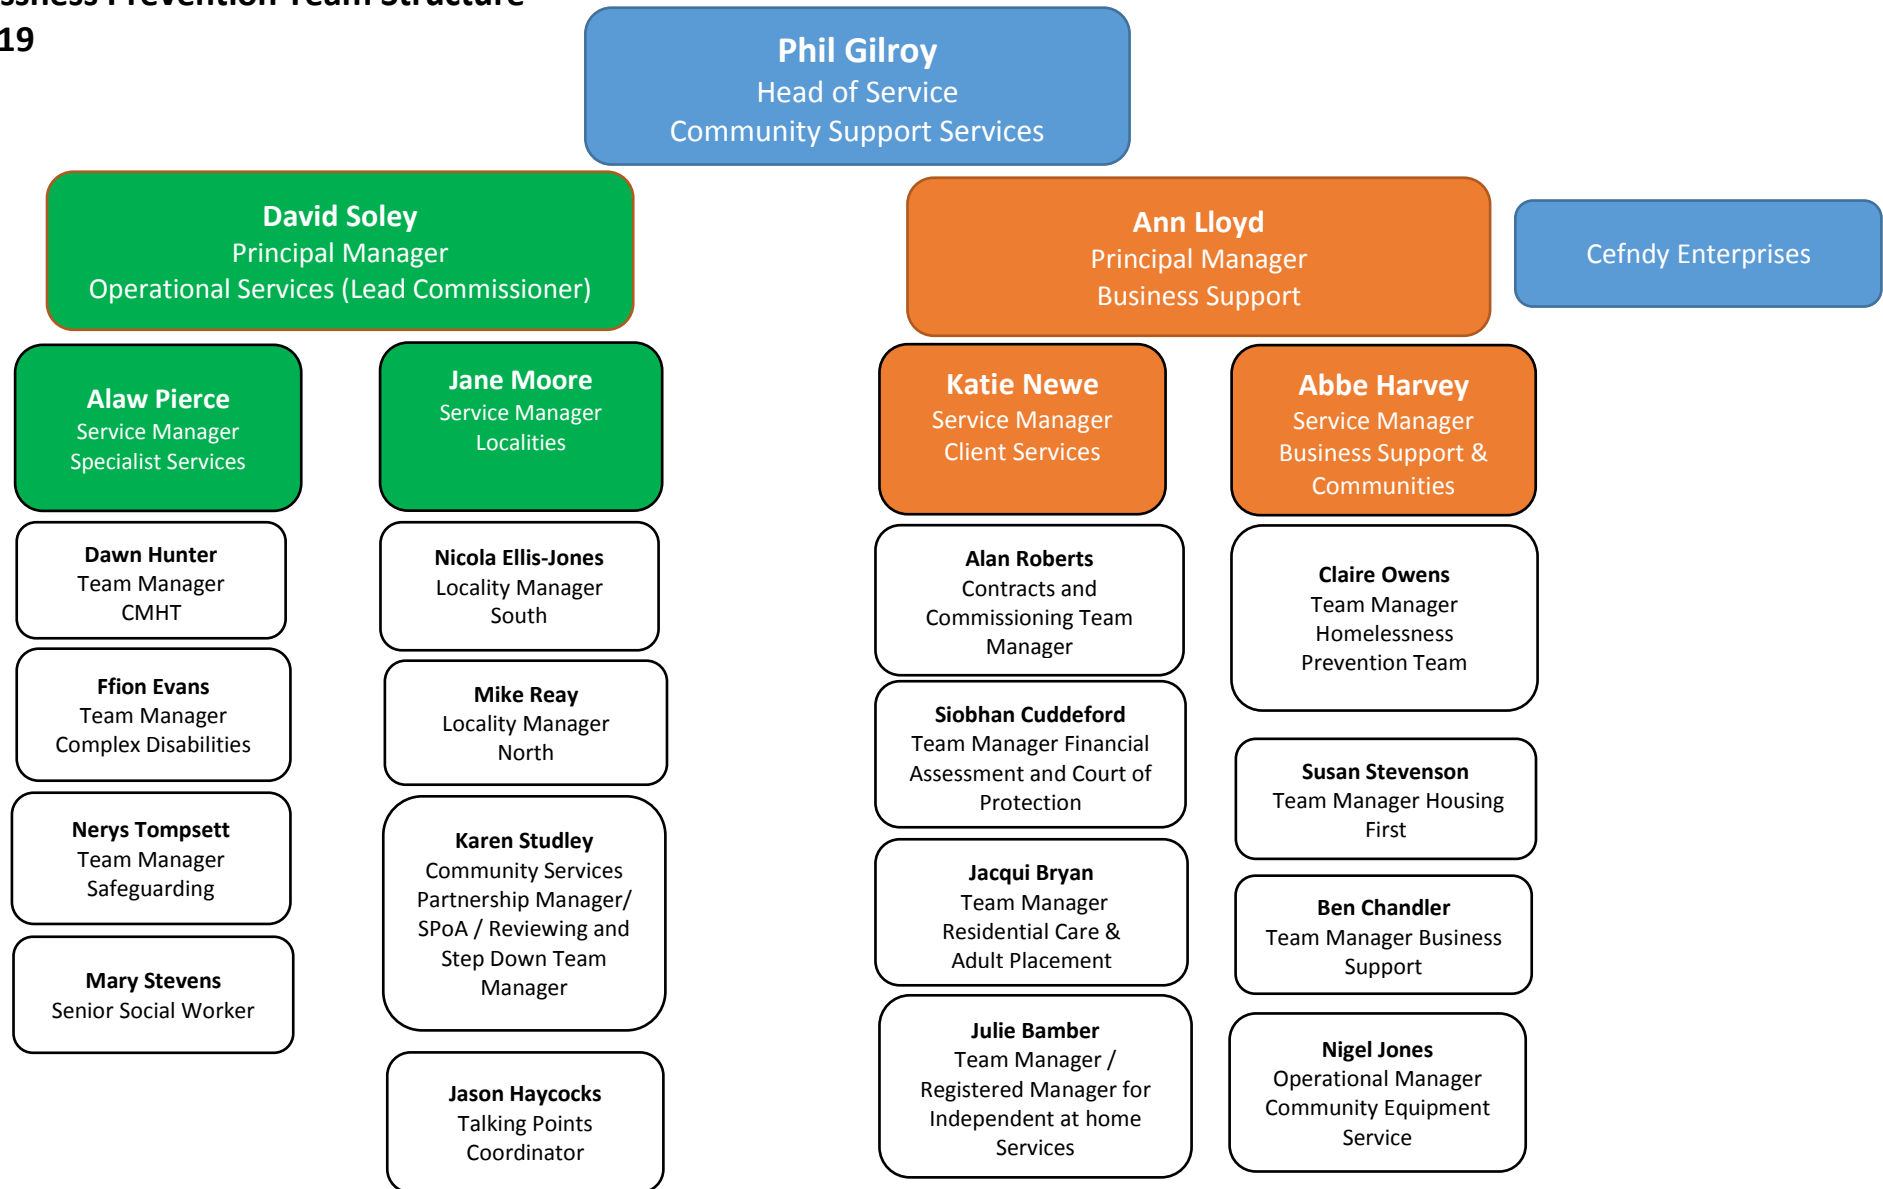 Prevention Team Structure
19
Phil Gilroy
Head of Service
Community Support Services
David Soley
Principal Manager
Operational Services (Lead Commissioner)
Ann Lloyd
Principal Manager
Business Support
Cefndy Enterprises
Alaw Pierce
Service Manager
Specialist Services
Jane Moore
Service Manager
Localities
Katie Newe
Service Manager
Client Services
Abbe Harvey
Service Manager
Business Support &
Communities
Dawn Hunter
Team Manager
CMHT
Ffion Evans
Team Manager
Complex Disabilities
Nerys Tompsett
Team Manager
Safeguarding
Mary Stevens
Senior Social Worker
Nicola Ellis-Jones
Locality Manager
South
Mike Reay
Locality Manager
North
Karen Studley
Community Services
Partnership Manager/
SPoA / Reviewing and
Step Down Team
Manager
Jason Haycocks
Talking Points
Coordinator
Alan Roberts
Contracts and
Commissioning Team
Manager
Siobhan Cuddeford
Team Manager Financial
Assessment and Court of
Protection
Jacqui Bryan
Team Manager
Residential Care &
Adult Placement
Julie Bamber
Team Manager /
Registered Manager for
Independent at home
Services
Claire Owens
Team Manager
Homelessness
Prevention Team
Susan Stevenson
Team Manager Housing
First
Ben Chandler
Team Manager Business
Support
Nigel Jones
Operational Manager
Community Equipment
Service